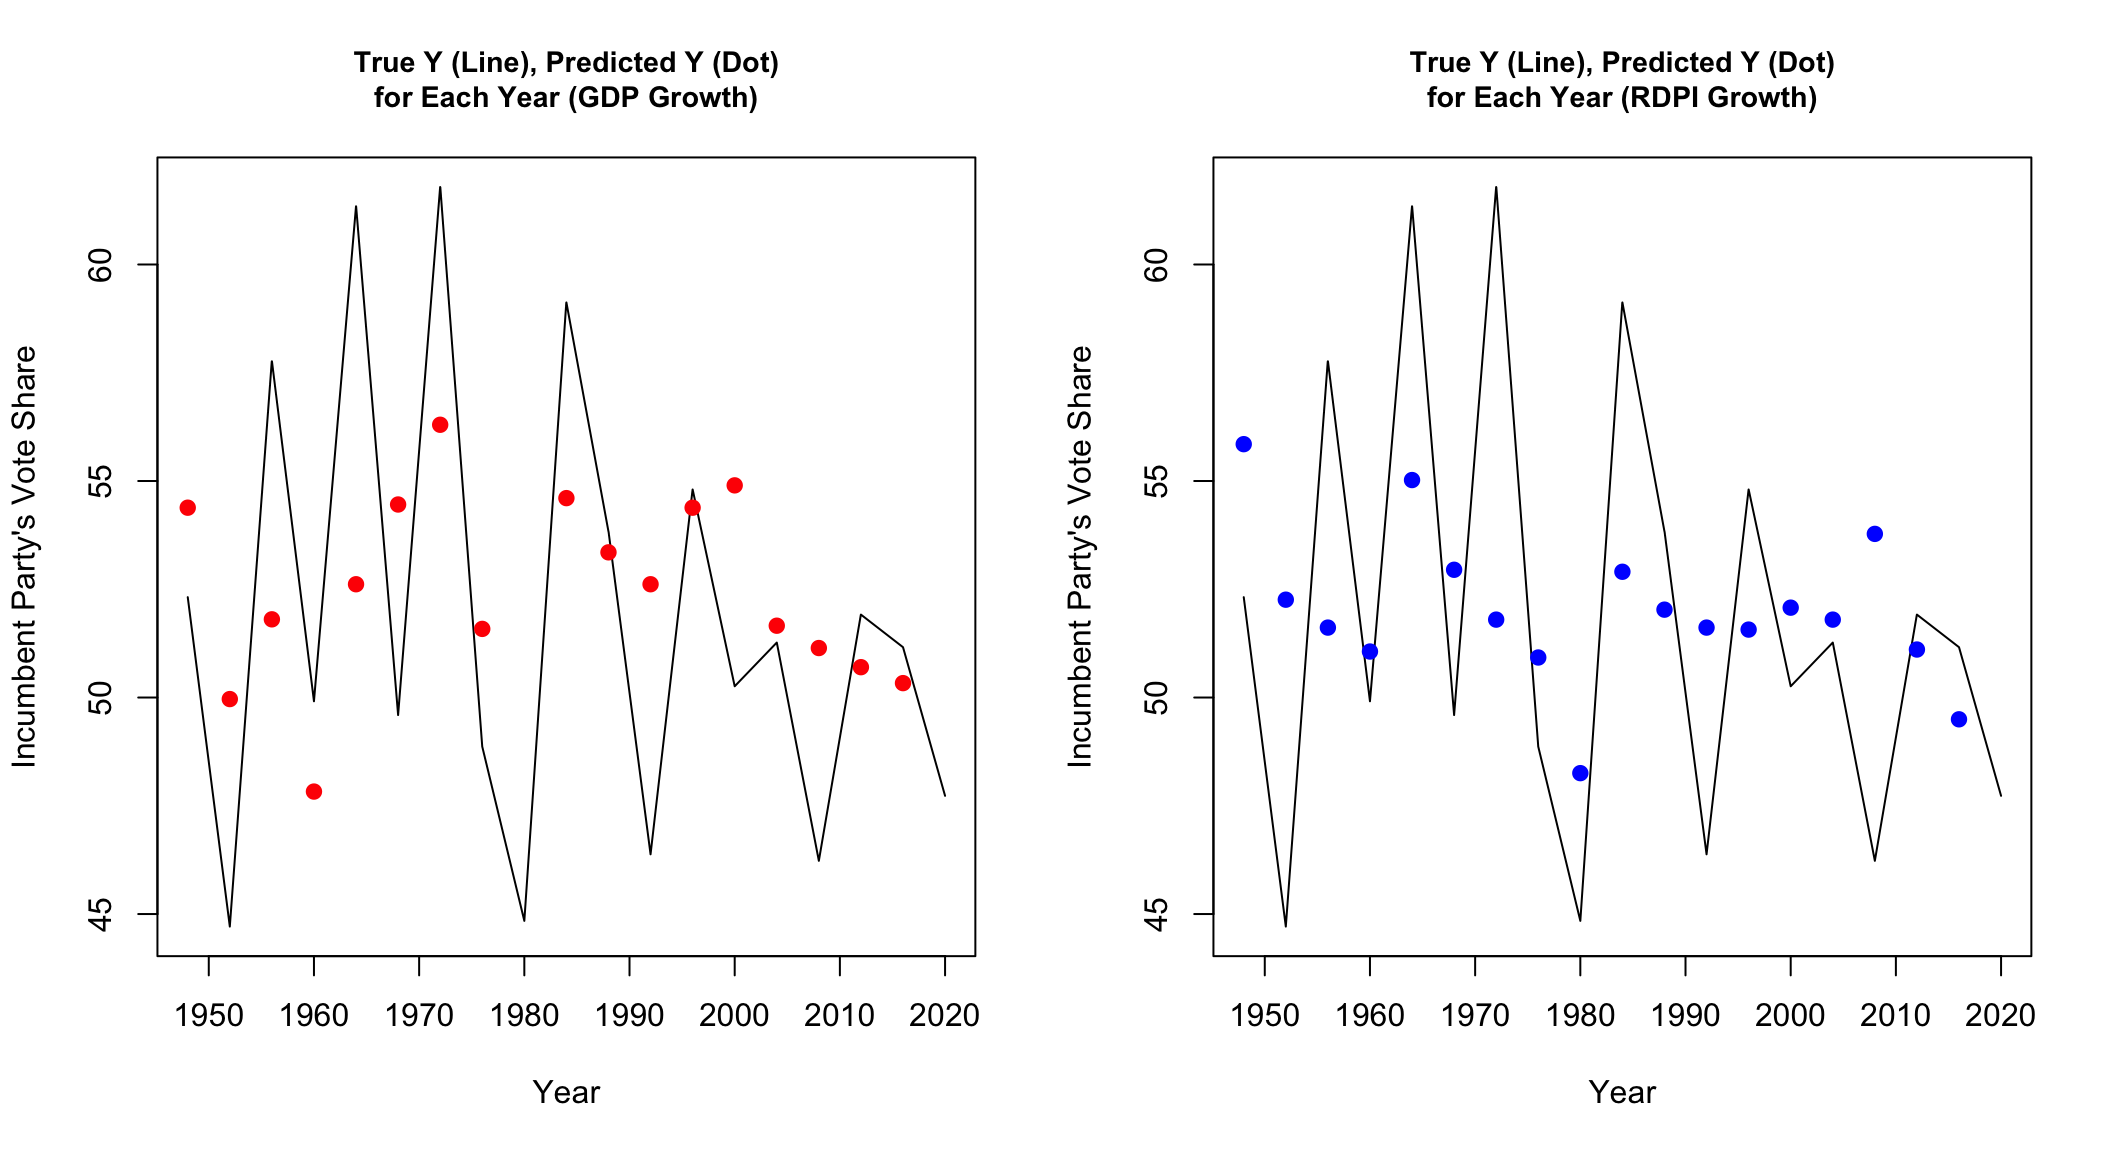 True Y (Line), Predicted Y (Dot)
for Each Year (GDP Growth)
Incumbent Party's Vote Share
60
55
50
45
1950 1960 1970 1980 1990 2000 2010 2020
Year
True Y (Line), Predicted Y (Dot)
for Each Year (RDPI Growth)
Incumbent Party's Vote Share
60
55
50
45
1950 1960 1970 1980 1990 2000 2010 2020
Year